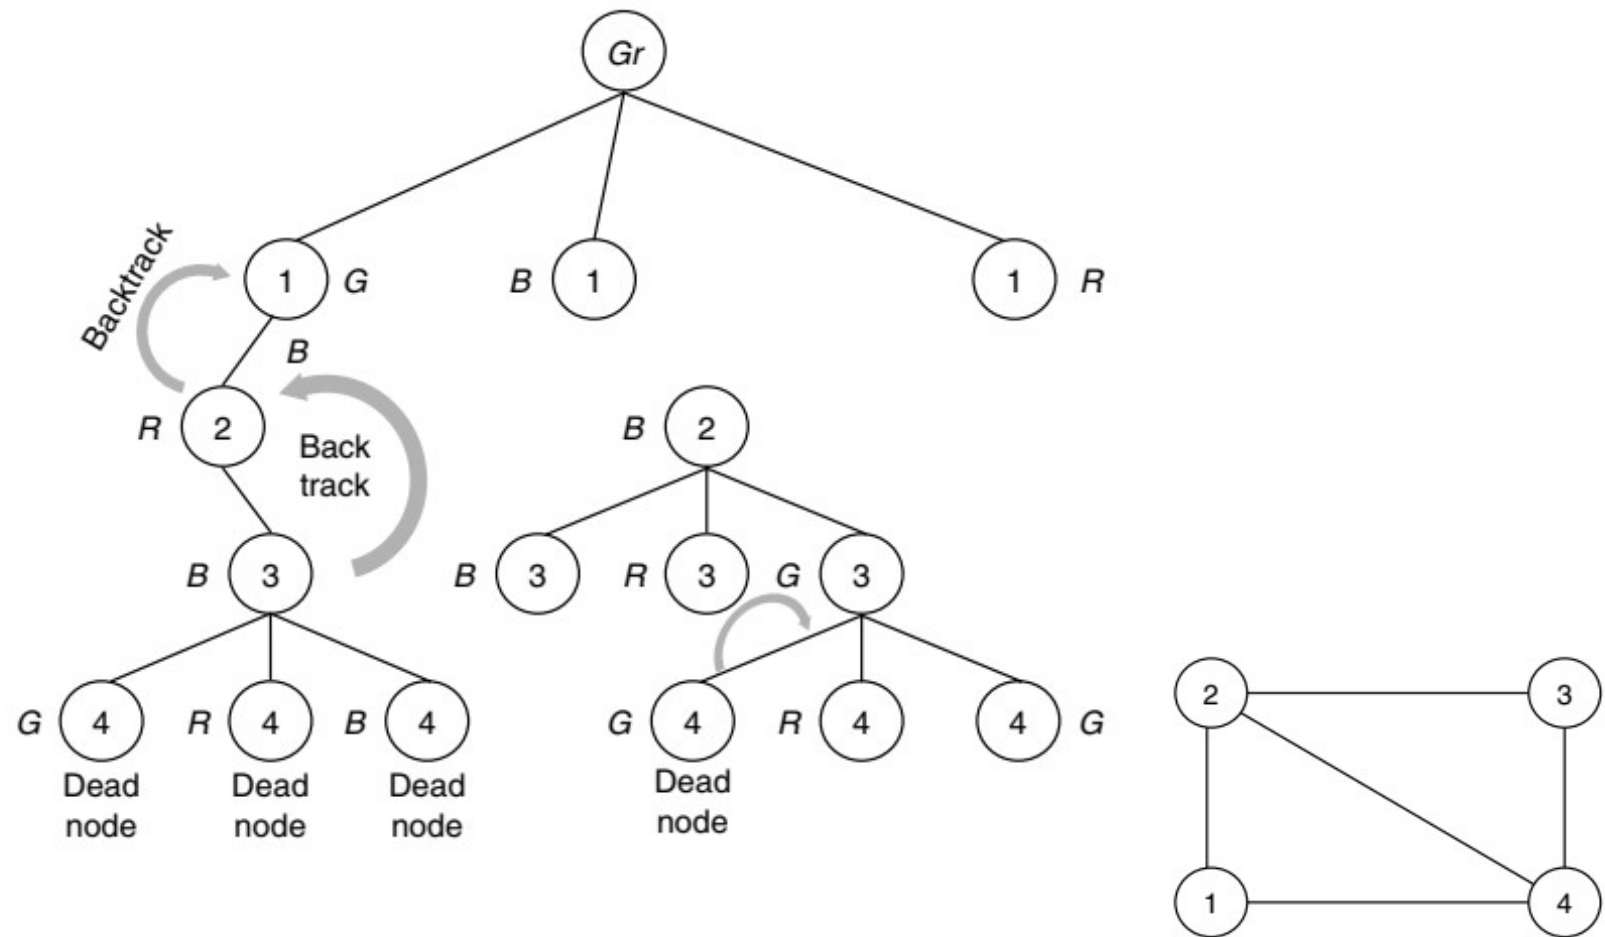 Gr
1 G
B 1
1 R
Backtrack
B
R 2
Back
track
B 2
B 3
B 3
R 3
G 3
G 4
R 4
B 4
G 4
R 4
4 G
Dead
node
Dead
node
Dead
node
Dead
node
2
3
1
4